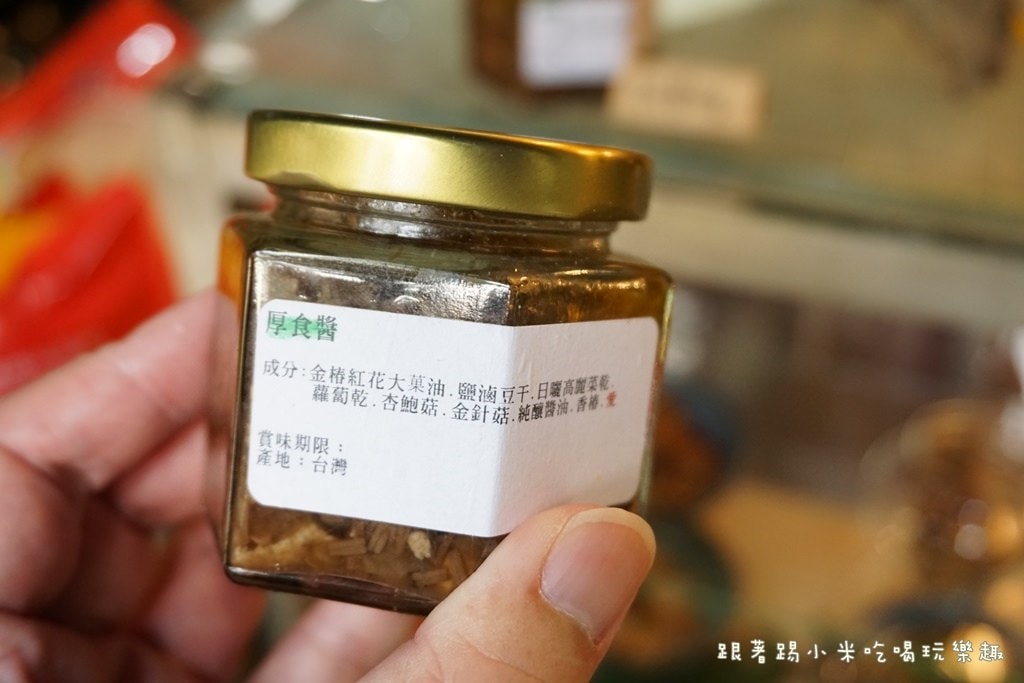 厚食醬
成分:金椿紅花大菓油.鹽滷豆干.日曬高麗菜乾.
蘿蔔乾.杏鮑菇.金針菇.純釀醬油.香椿.愛
賞味期限：
產地：台灣
跟著踢小米吃喝玩樂趣